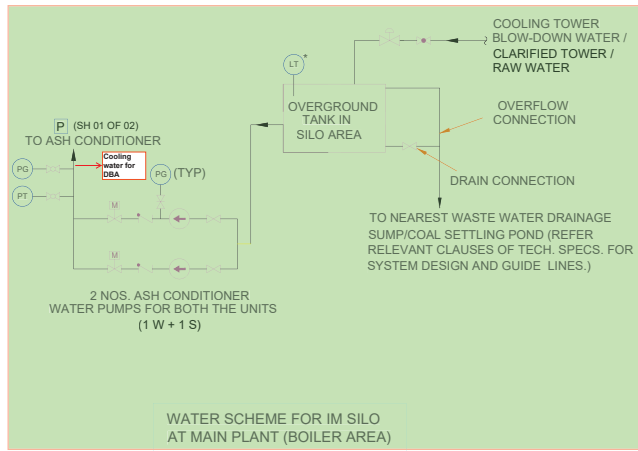 COOLING TOWER
BLOW-DOWN WATER /
CLARIFIED TOWER /
RAW WATER
LT *
OVERGROUND
TANK IN
SILO AREA
OVERFLOW
CONNECTION
DRAIN CONNECTION
TO NEAREST WASTE WATER DRAINAGE
SUMP/COAL SETTLING POND (REFER
RELEVANT CLAUSES OF TECH. SPECS. FOR
SYSTEM DESIGN AND GUIDE LINES.)
P (SH 01 OF 02)
TO ASH CONDITIONER
Cooling
water for
DBA
PG
PG (TYP)
PT
M
M
2 NOS. ASH CONDITIONER
WATER PUMPS FOR BOTH THE UNITS
(1 W + 1 S)
WATER SCHEME FOR IM SILO
AT MAIN PLANT (BOILER AREA)